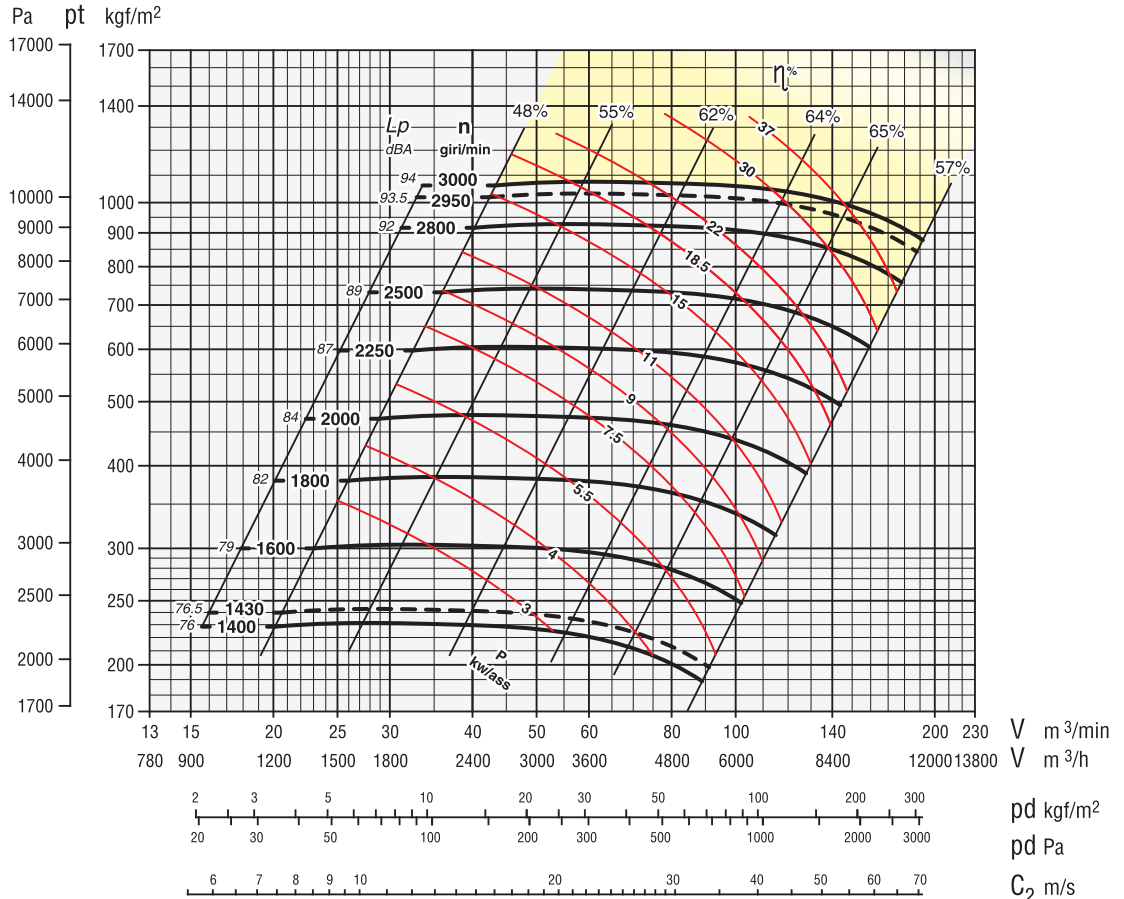 Pa pt kgf/m2
17000 1700
η%
14000 1400
48% 55% 62% 64% 65% 57%
37
Lp n
dBA giri/min
30
94 3000
10000 1000 93.5 2950
9000 900 92 2800 22
8000 800 18.5
7000 700 89 2500 15
6000 600 87 2250 11
5000 500 9
84 2000 7.5
4000 400
82 1800 5.5
3000 300 79 1600 4
2500 250 76.5 1430 3
76 1400
2000 200 P
kw/ass
1700 170
13 15 20 25 30 40 50 60 80 100 140 200 230 V m3/min
780 900 1200 1500 1800 2400 3000 3600 4800 6000 8400 12000 13800 V m3/h
2 3 5 10 20 30 50 100 200 300 pd kgf/m2
20 30 50 100 200 300 500 1000 2000 3000 pd Pa
6 7 8 9 10 20 30 40 50 60 70 C2 m/s